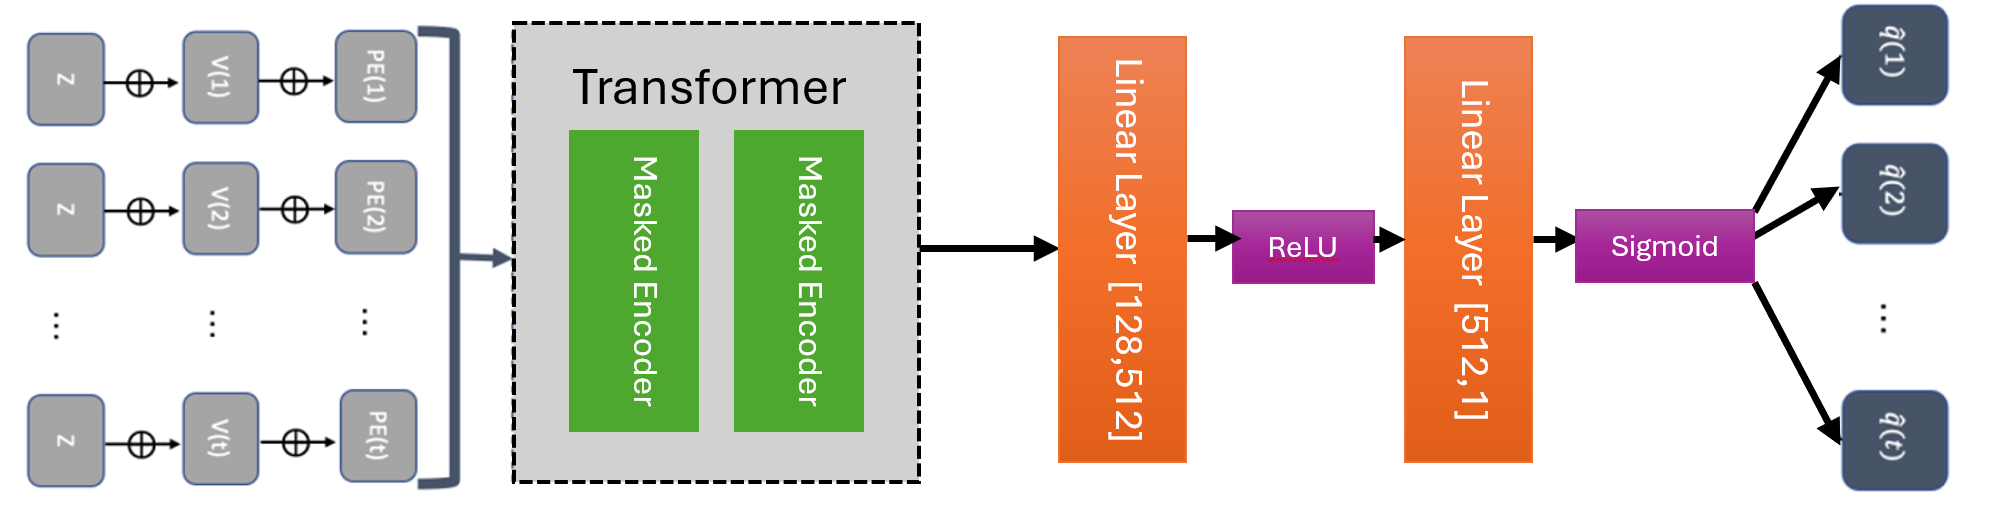 z V(1) PE(1)
z V(2) PE(2)
... ... ...
z V(t) PE(t)
Transformer
Masked Encoder
Masked Encoder
Linear Layer [128,512]
ReLU
Linear Layer [512,1]
Sigmoid
q̂(1)
q̂(2)
...
q̂(t)